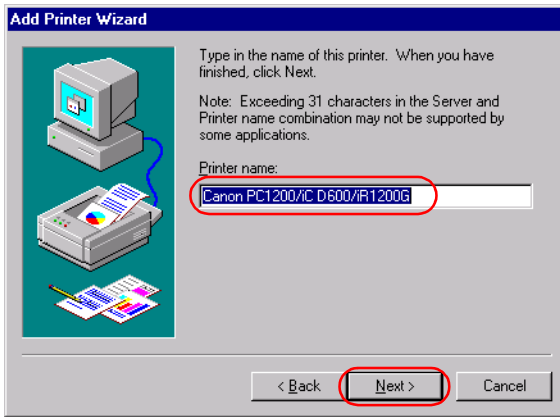 Add Printer Wizard
Type in the name of this printer. When you have
finished, click Next.
Note: Exceeding 31 characters in the Server and
Printer name combination may not be supported by
some applications.
Printer name:
Canon PC1200/iC D600/iR1200G
< Back
Next >
Cancel